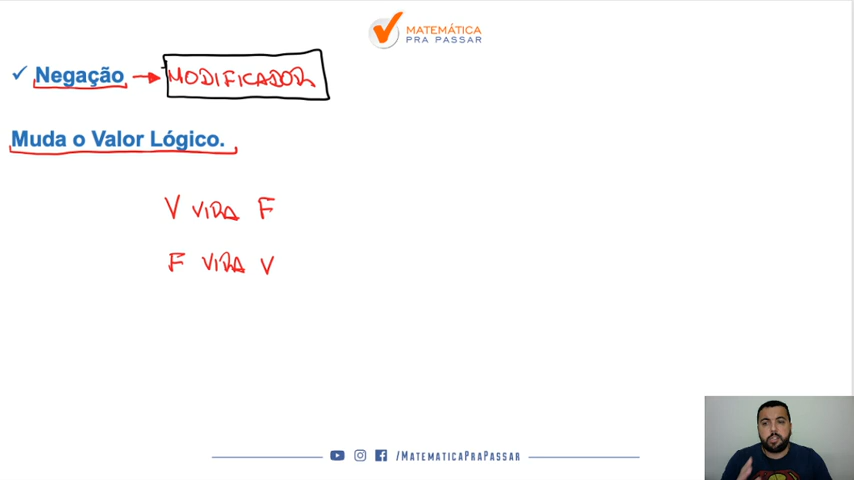 MATEMÁTICA
PRA PASSAR
✓ Negação → MODIFICADOR
Muda o Valor Lógico.
V VIRA F
F VIRA V
/MATEMATICAPRAPASSAR